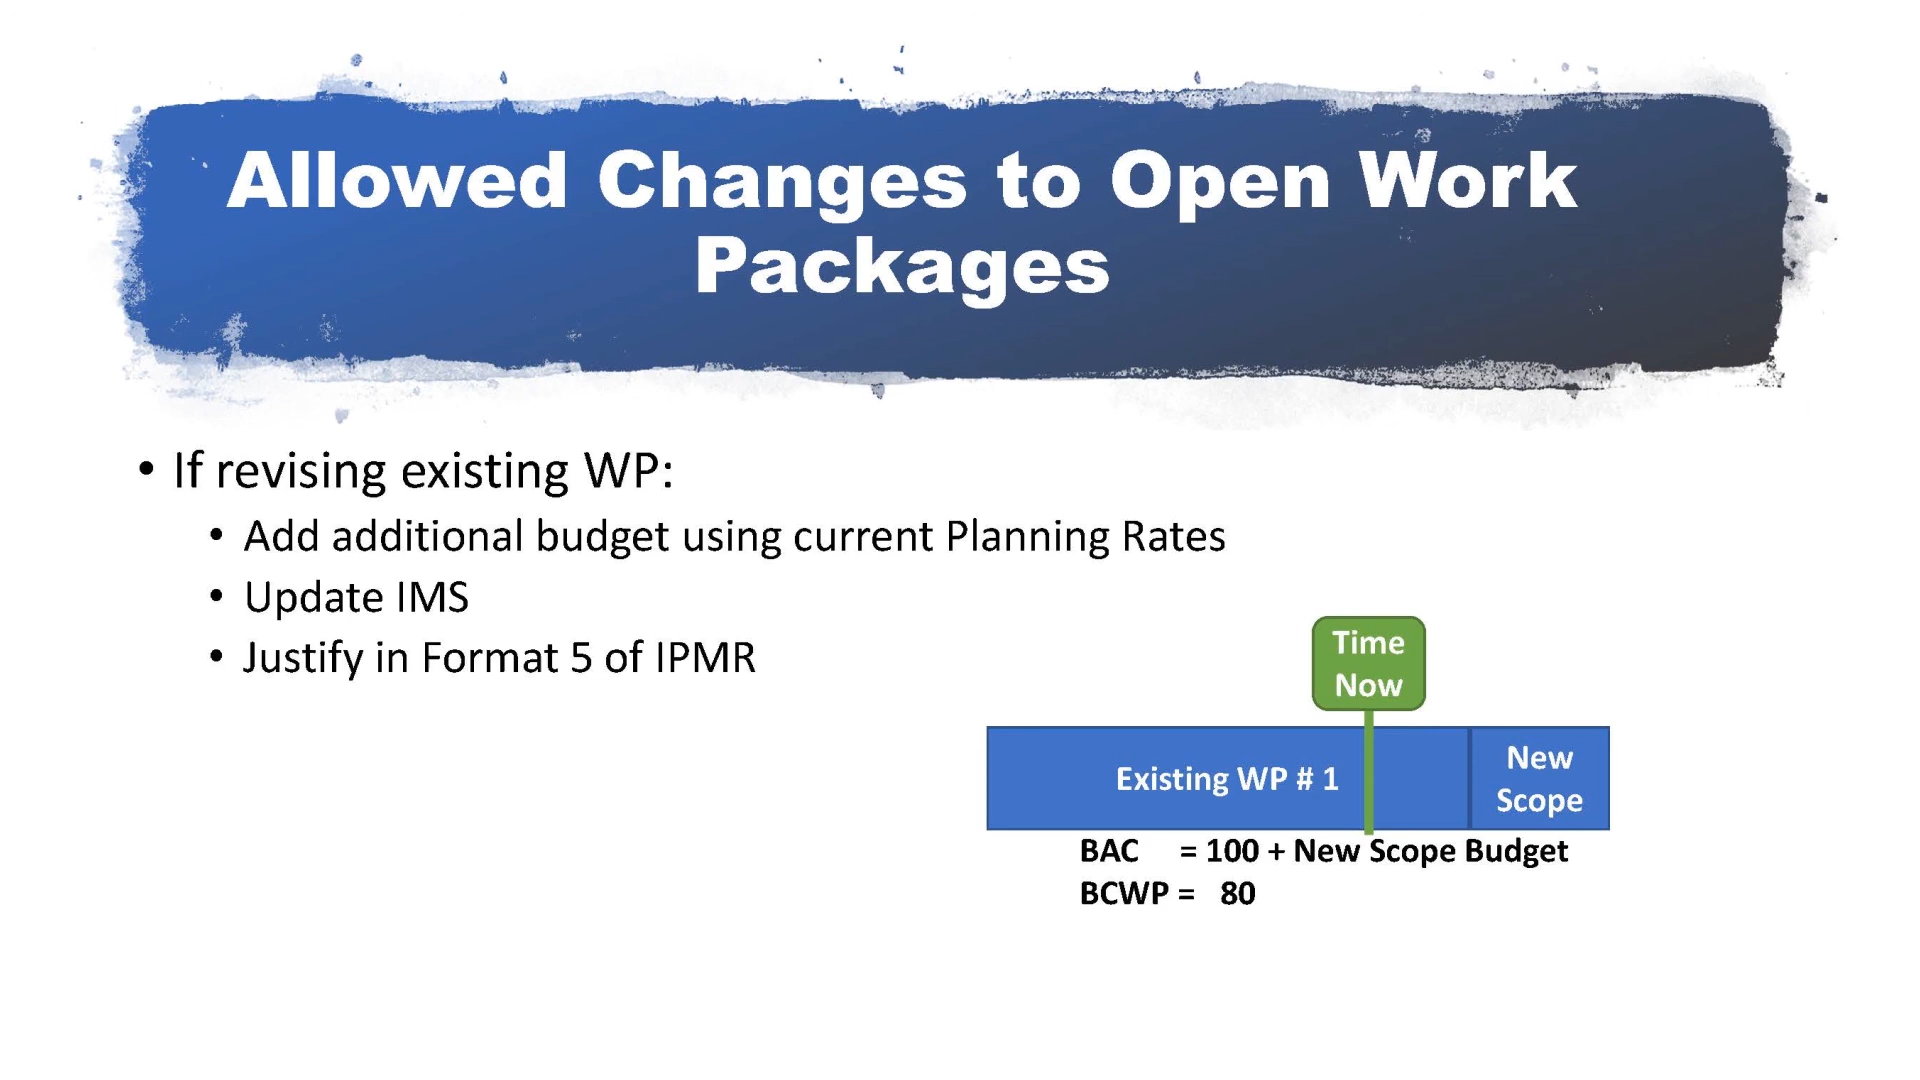 Allowed Changes to Open Work
Packages
• If revising existing WP:
• Add additional budget using current Planning Rates
• Update IMS
• Justify in Format 5 of IPMR
Time
Now
Existing WP # 1
New
Scope
BAC = 100 + New Scope Budget
BCWP = 80